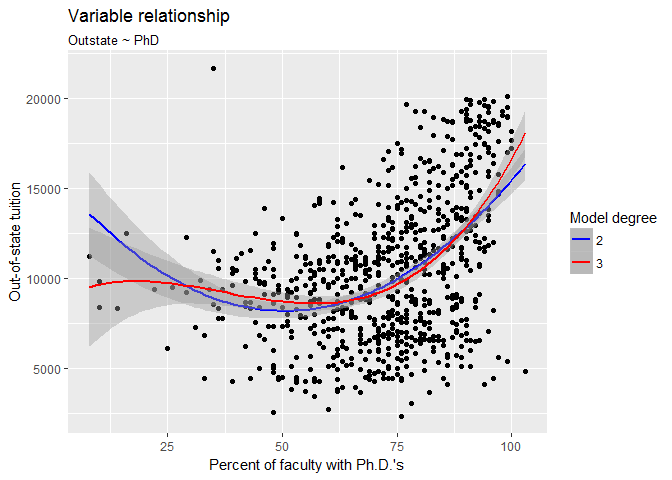 Variable relationship
Outstate ~ PhD
20000
15000
10000
5000
Out-of-state tuition
25
50
75
100
Percent of faculty with Ph.D.'s
Model degree
2
3